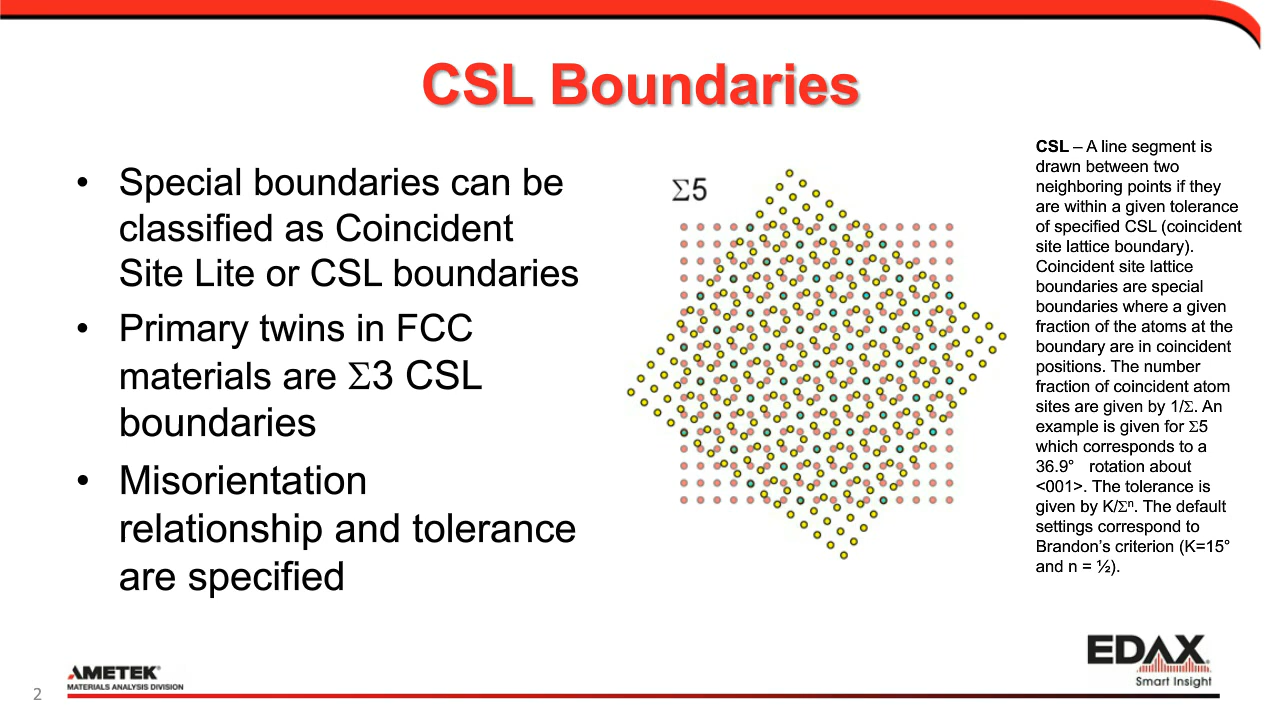 CSL Boundaries
• Special boundaries can be
classified as Coincident
Site Lite or CSL boundaries
• Primary twins in FCC
materials are Σ3 CSL
boundaries
• Misorientation
relationship and tolerance
are specified
Σ5
CSL – A line segment is
drawn between two
neighboring points if they
are within a given tolerance
of specified CSL (coincident
site lattice boundary).
Coincident site lattice
boundaries are special
boundaries where a given
fraction of the atoms at the
boundary are in coincident
positions. The number
fraction of coincident atom
sites are given by 1/Σ. An
example is given for Σ5
which corresponds to a
36.9° rotation about
<001>. The tolerance is
given by K/Σⁿ. The default
settings correspond to
Brandon’s criterion (K=15°
and n = ½).
2
AMETEK®
MATERIALS ANALYSIS DIVISION
EDAX
Smart Insight